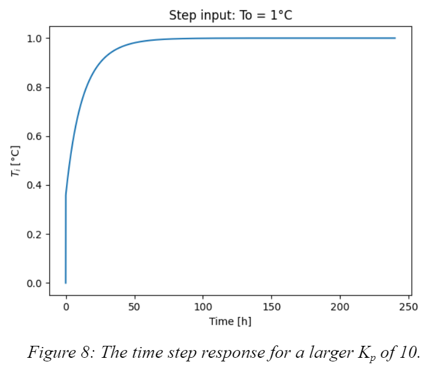 Step input: To = 1°C
1.0
0.8
0.6
0.4
0.2
0.0
Ti [°C]
0 50 100 150 200 250
Time [h]
Figure 8: The time step response for a larger Kp of 10.